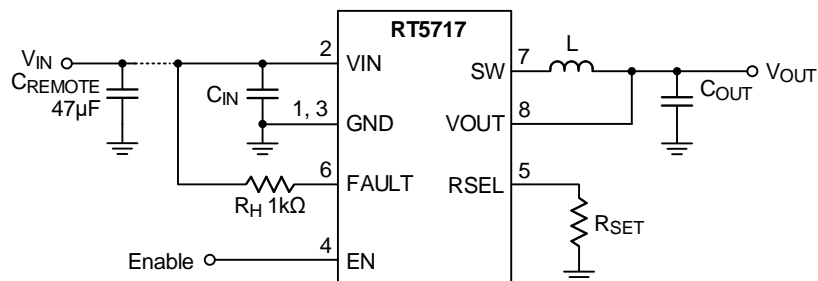 RT5717
VIN
CREMOTE
47µF
CIN
2
VIN
1, 3
GND
6
FAULT
RH 1kΩ
4
EN
Enable
SW
7
L
VOUT
VOUT
8
COUT
RSEL
5
RSET